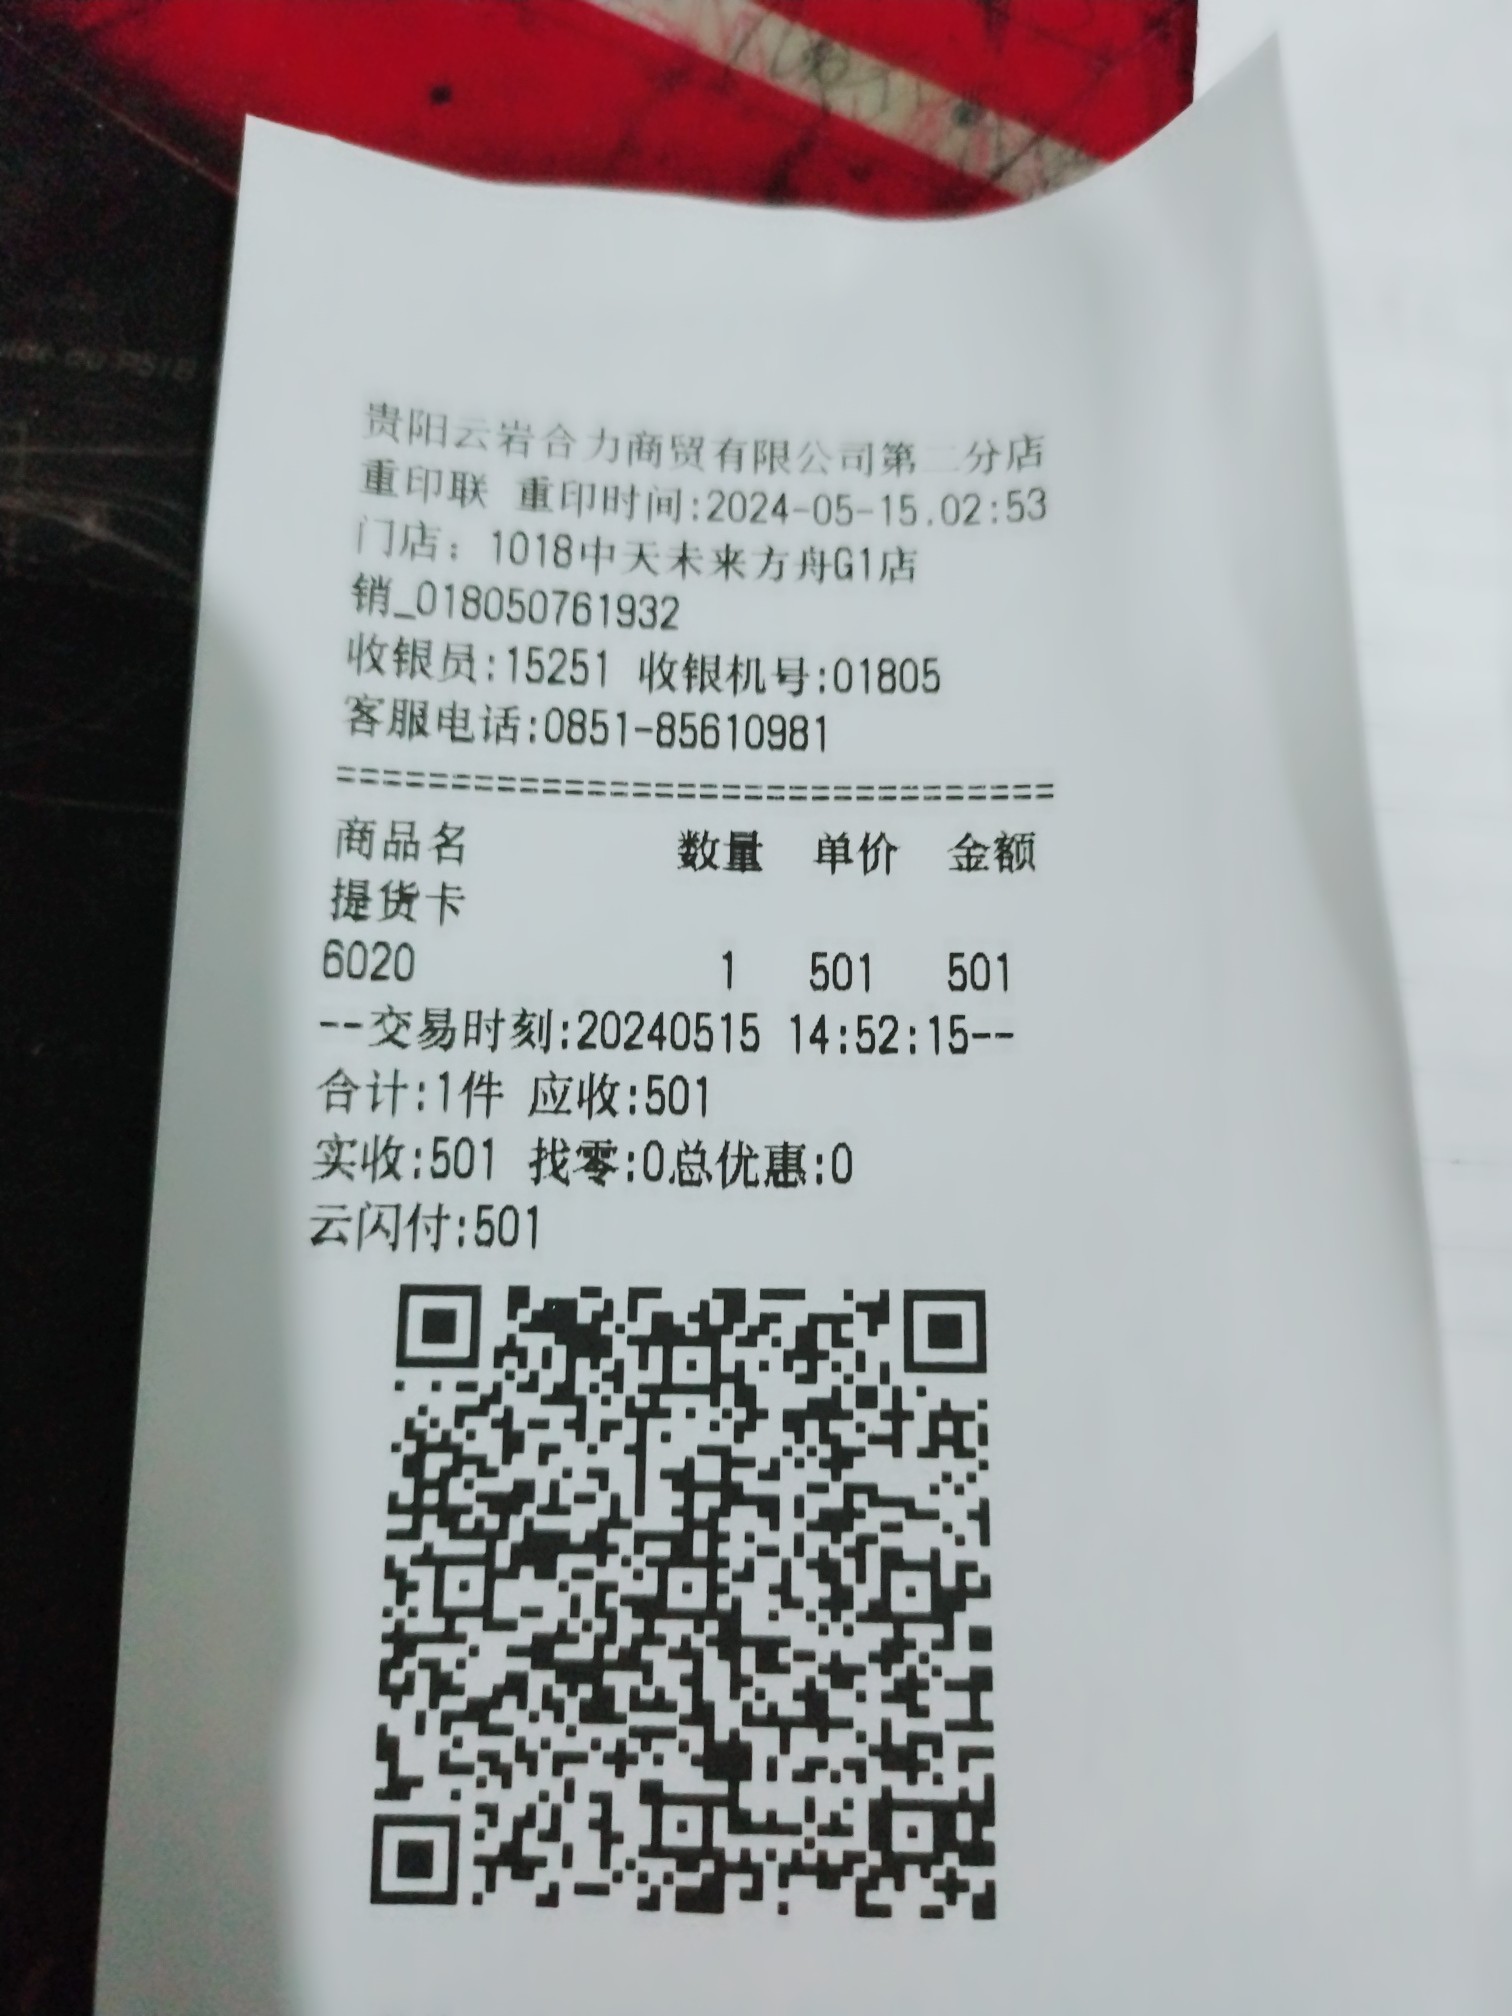 贵阳云岩合力商贸有限公司第二分店
重印联 重印时间:2024-05-15.02:53
门店：1018中天未来方舟G1店
销_018050761932
收银员:15251 收银机号:01805
客服电话:0851-85610981
================================
商品名 数量 单价 金额
提货卡
6020 1 501 501
--交易时刻:20240515 14:52:15--
合计:1件 应收:501
实收:501 找零:0总优惠:0
云闪付:501